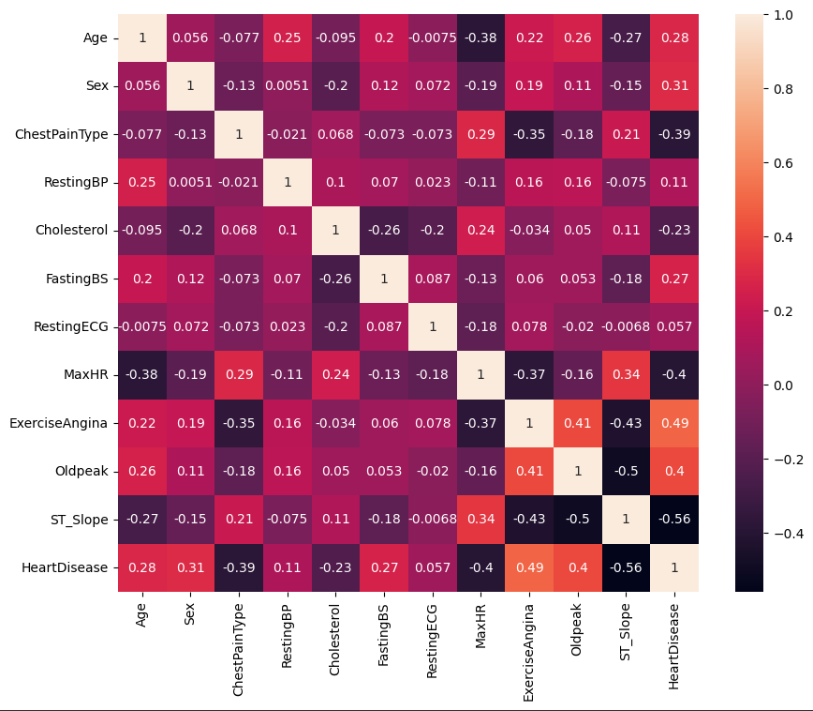 Age 1 0.056 -0.077 0.25 -0.095 0.2 -0.0075 -0.38 0.22 0.26 -0.27 0.28
Sex 0.056 1 -0.13 0.0051 -0.2 0.12 0.072 -0.19 0.19 0.11 -0.15 0.31
ChestPainType -0.077 -0.13 1 -0.021 0.068 -0.073 -0.073 0.29 -0.35 -0.18 0.21 -0.39
RestingBP 0.25 0.0051 -0.021 1 0.1 0.07 0.023 -0.11 0.16 0.16 -0.075 0.11
Cholesterol -0.095 -0.2 0.068 0.1 1 -0.26 -0.2 0.24 -0.034 0.05 0.11 -0.23
FastingBS 0.2 0.12 -0.073 0.07 -0.26 1 0.087 -0.13 0.06 0.053 -0.18 0.27
RestingECG -0.0075 0.072 -0.073 0.023 -0.2 0.087 1 -0.18 0.078 -0.02 -0.0068 0.057
MaxHR -0.38 -0.19 0.29 -0.11 0.24 -0.13 -0.18 1 -0.37 -0.16 0.34 -0.4
ExerciseAngina 0.22 0.19 -0.35 0.16 -0.034 0.06 0.078 -0.37 1 0.41 -0.43 0.49
Oldpeak 0.26 0.11 -0.18 0.16 0.05 0.053 -0.02 -0.16 0.41 1 -0.5 0.4
ST_Slope -0.27 -0.15 0.21 -0.075 0.11 -0.18 -0.0068 0.34 -0.43 -0.5 1 -0.56
HeartDisease 0.28 0.31 -0.39 0.11 -0.23 0.27 0.057 -0.4 0.49 0.4 -0.56 1
Age
Sex
ChestPainType
RestingBP
Cholesterol
FastingBS
RestingECG
MaxHR
ExerciseAngina
Oldpeak
ST_Slope
HeartDisease
1.0
0.8
0.6
0.4
0.2
0.0
−0.2
−0.4